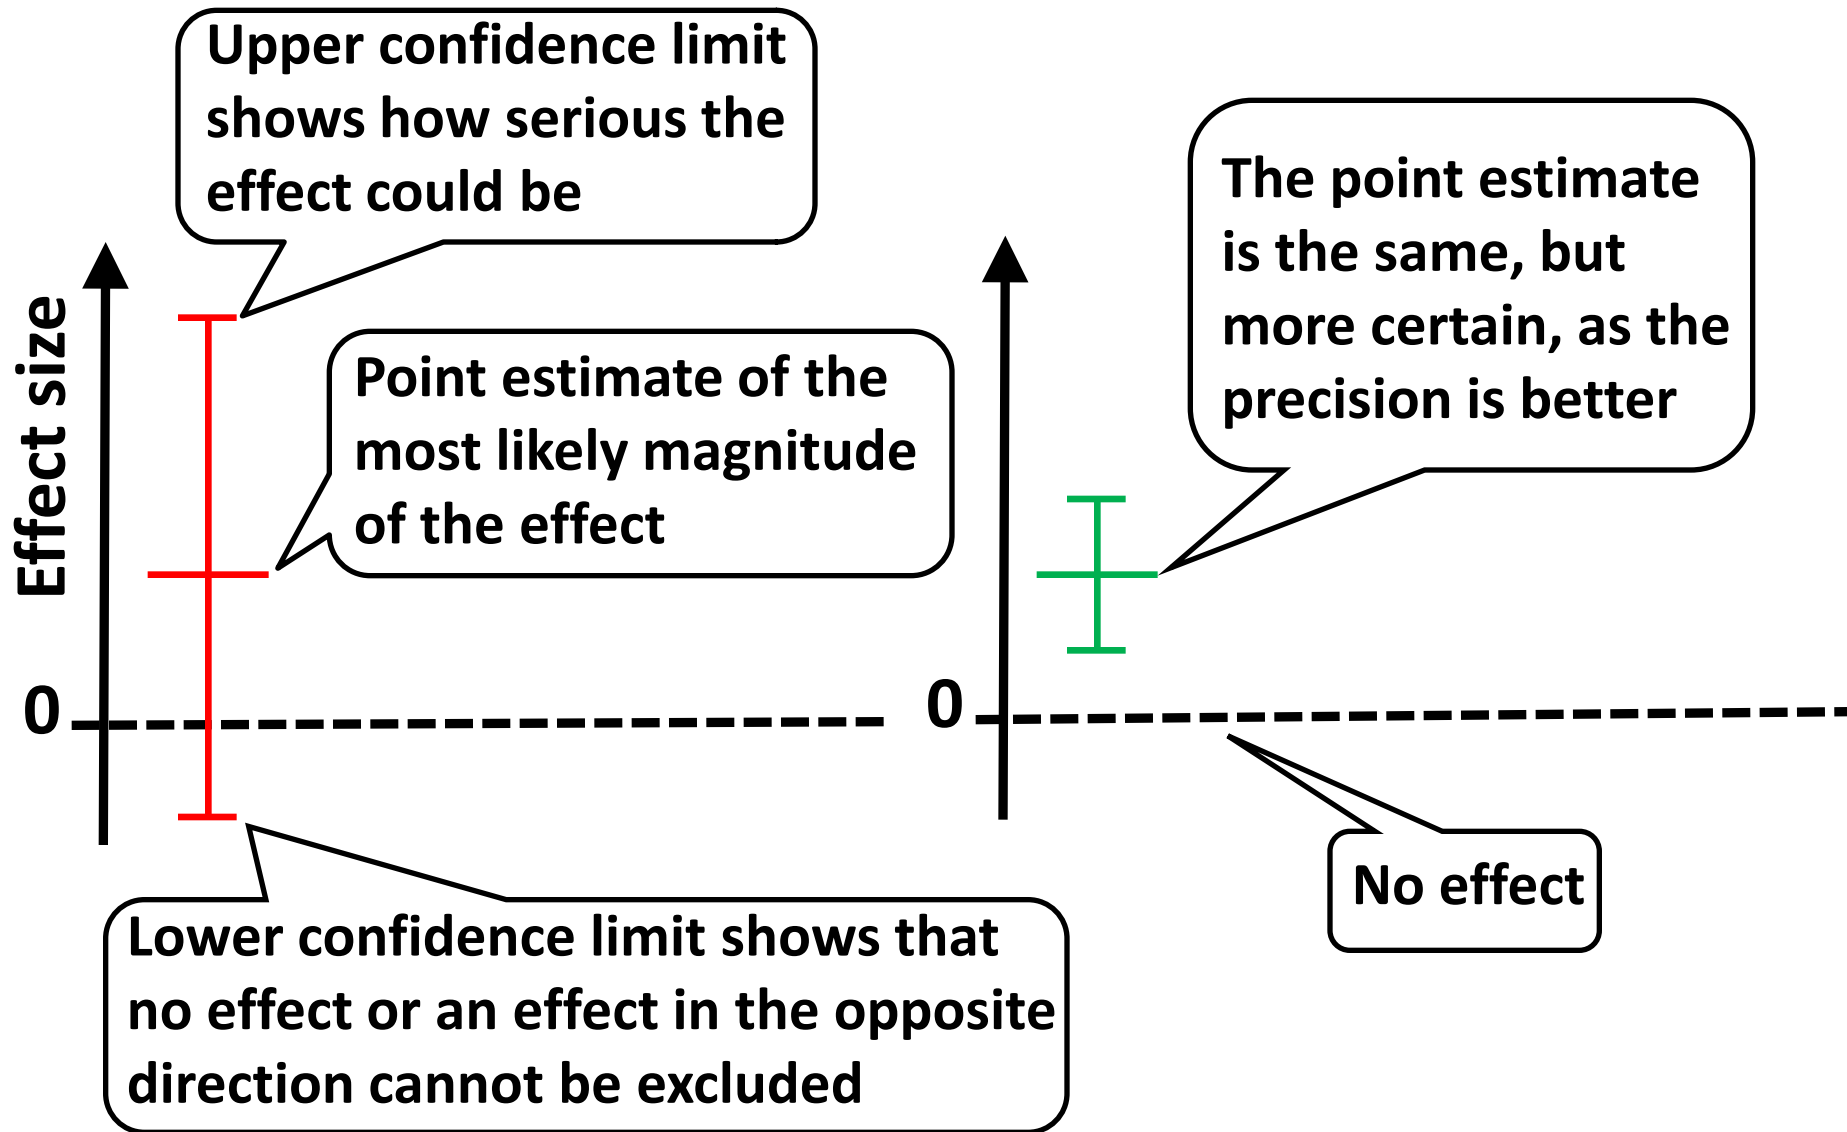 Upper confidence limit
shows how serious the
effect could be
Effect size
Point estimate of the
most likely magnitude
of the effect
0
Lower confidence limit shows that
no effect or an effect in the opposite
direction cannot be excluded
The point estimate
is the same, but
more certain, as the
precision is better
0
No effect